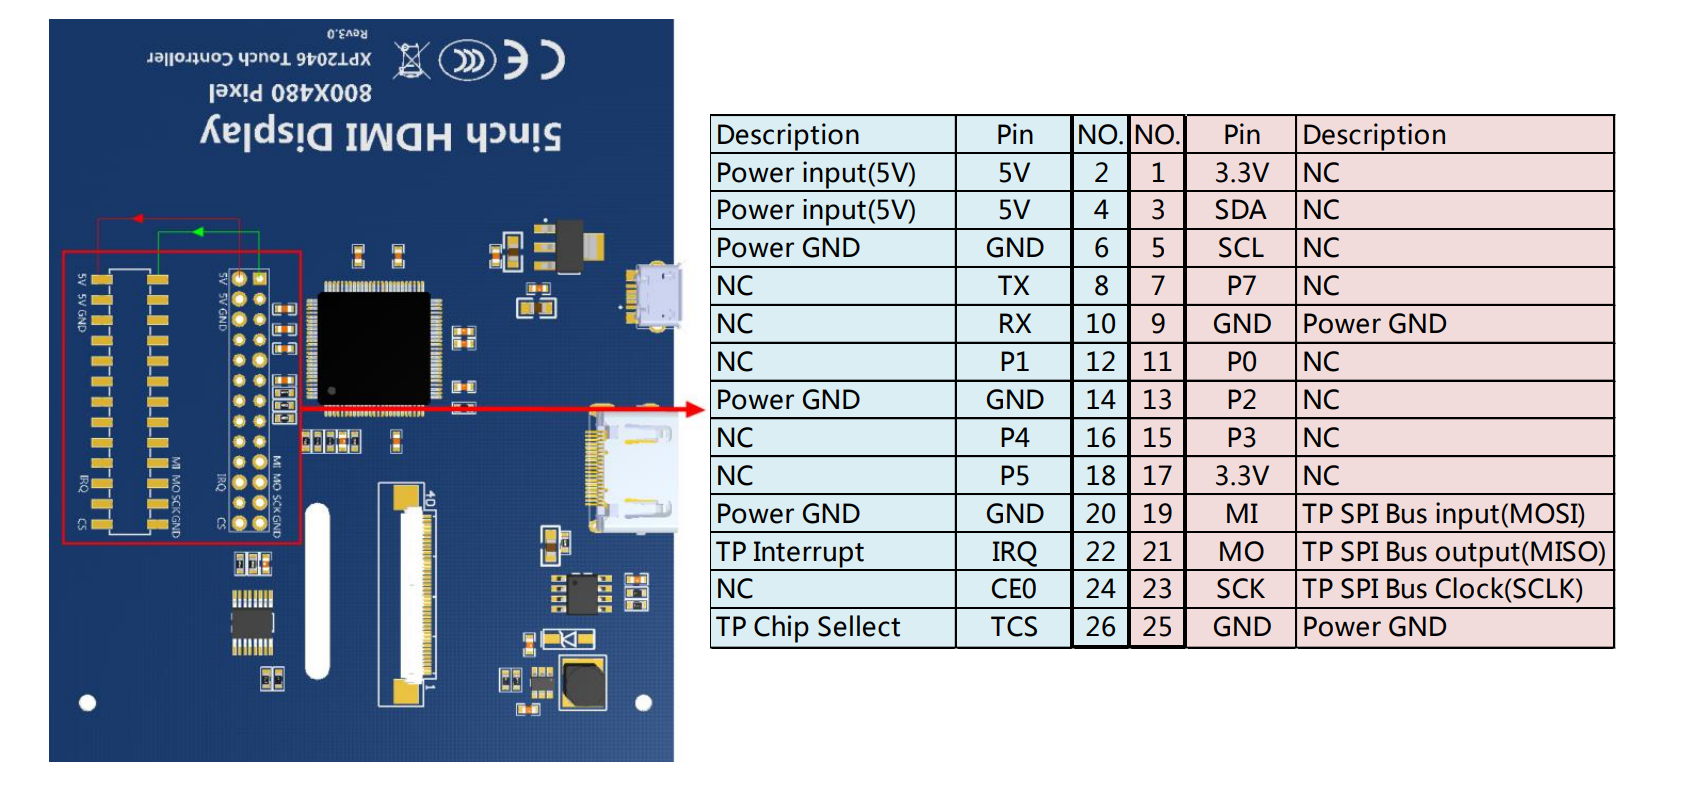 Rev3.0
XPT2046 Touch Controller
800X480 Pixel
5inch HDMI Display
5V 5V GND
IRQ
CS
MI MO SCK GND
5V 5V GND
IRQ
CS
MI MO SCK GND
40
1
Description Pin NO. NO. Pin Description
Power input(5V) 5V 2 1 3.3V NC
Power input(5V) 5V 4 3 SDA NC
Power GND GND 6 5 SCL NC
NC TX 8 7 P7 NC
NC RX 10 9 GND Power GND
NC P1 12 11 P0 NC
Power GND GND 14 13 P2 NC
NC P4 16 15 P3 NC
NC P5 18 17 3.3V NC
Power GND GND 20 19 MI TP SPI Bus input(MOSI)
TP Interrupt IRQ 22 21 MO TP SPI Bus output(MISO)
NC CE0 24 23 SCK TP SPI Bus Clock(SCLK)
TP Chip Sellect TCS 26 25 GND Power GND